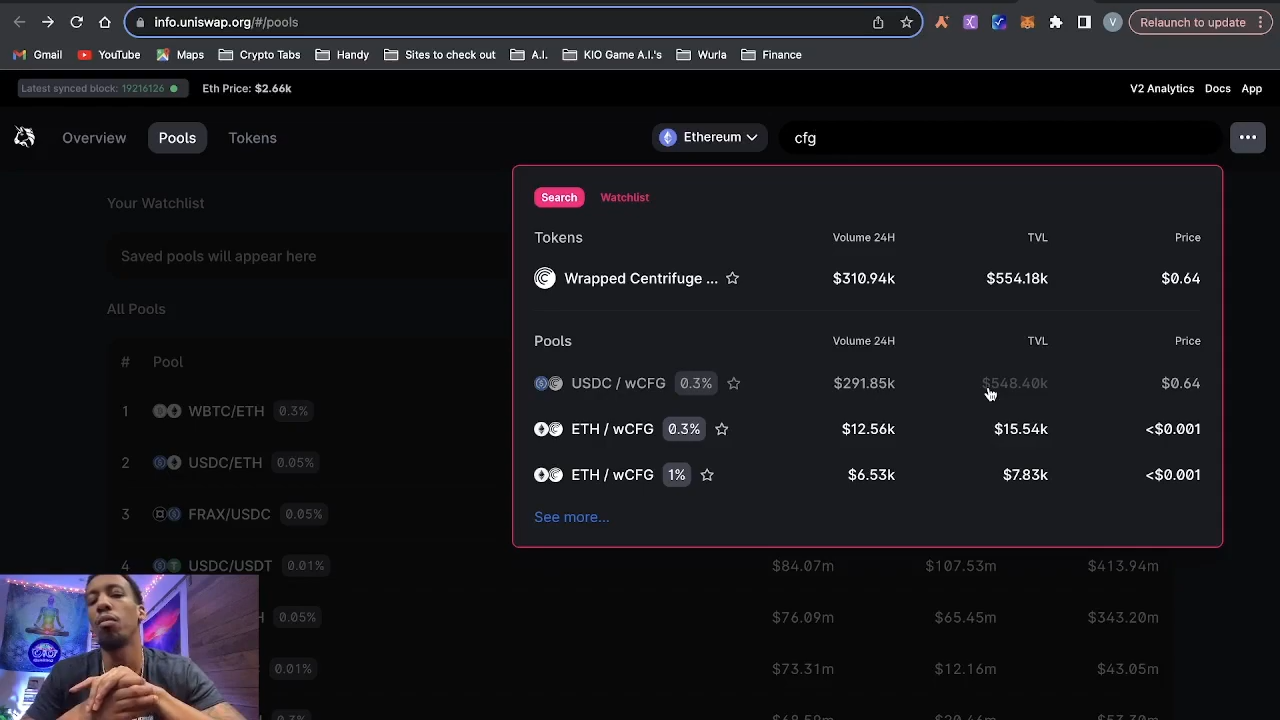 info.uniswap.org/#/pools
V
Relaunch to update
Gmail
YouTube
Maps
Crypto Tabs
Handy
Sites to check out
A.I.
KIO Game A.I.'s
Wurla
Finance
Latest synced block: 19216126
Eth Price: $2.66k
V2 Analytics
Docs
App
Overview
Pools
Tokens
Ethereum
cfg
Search Watchlist
Tokens Volume 24H TVL Price
Wrapped Centrifuge ... $310.94k $554.18k $0.64
Pools Volume 24H TVL Price
USDC / wCFG 0.3% $291.85k $548.40k $0.64
ETH / wCFG 0.3% $12.56k $15.54k <$0.001
ETH / wCFG 1% $6.53k $7.83k <$0.001
See more...
Your Watchlist
Saved pools will appear here
All Pools
# Pool
1 WBTC/ETH 0.3%
2 USDC/ETH 0.05%
3 FRAX/USDC 0.05%
4 USDC/USDT 0.01% $84.07m $107.53m $413.94m
0.05% $76.09m $65.45m $343.20m
0.01% $73.31m $12.16m $43.05m